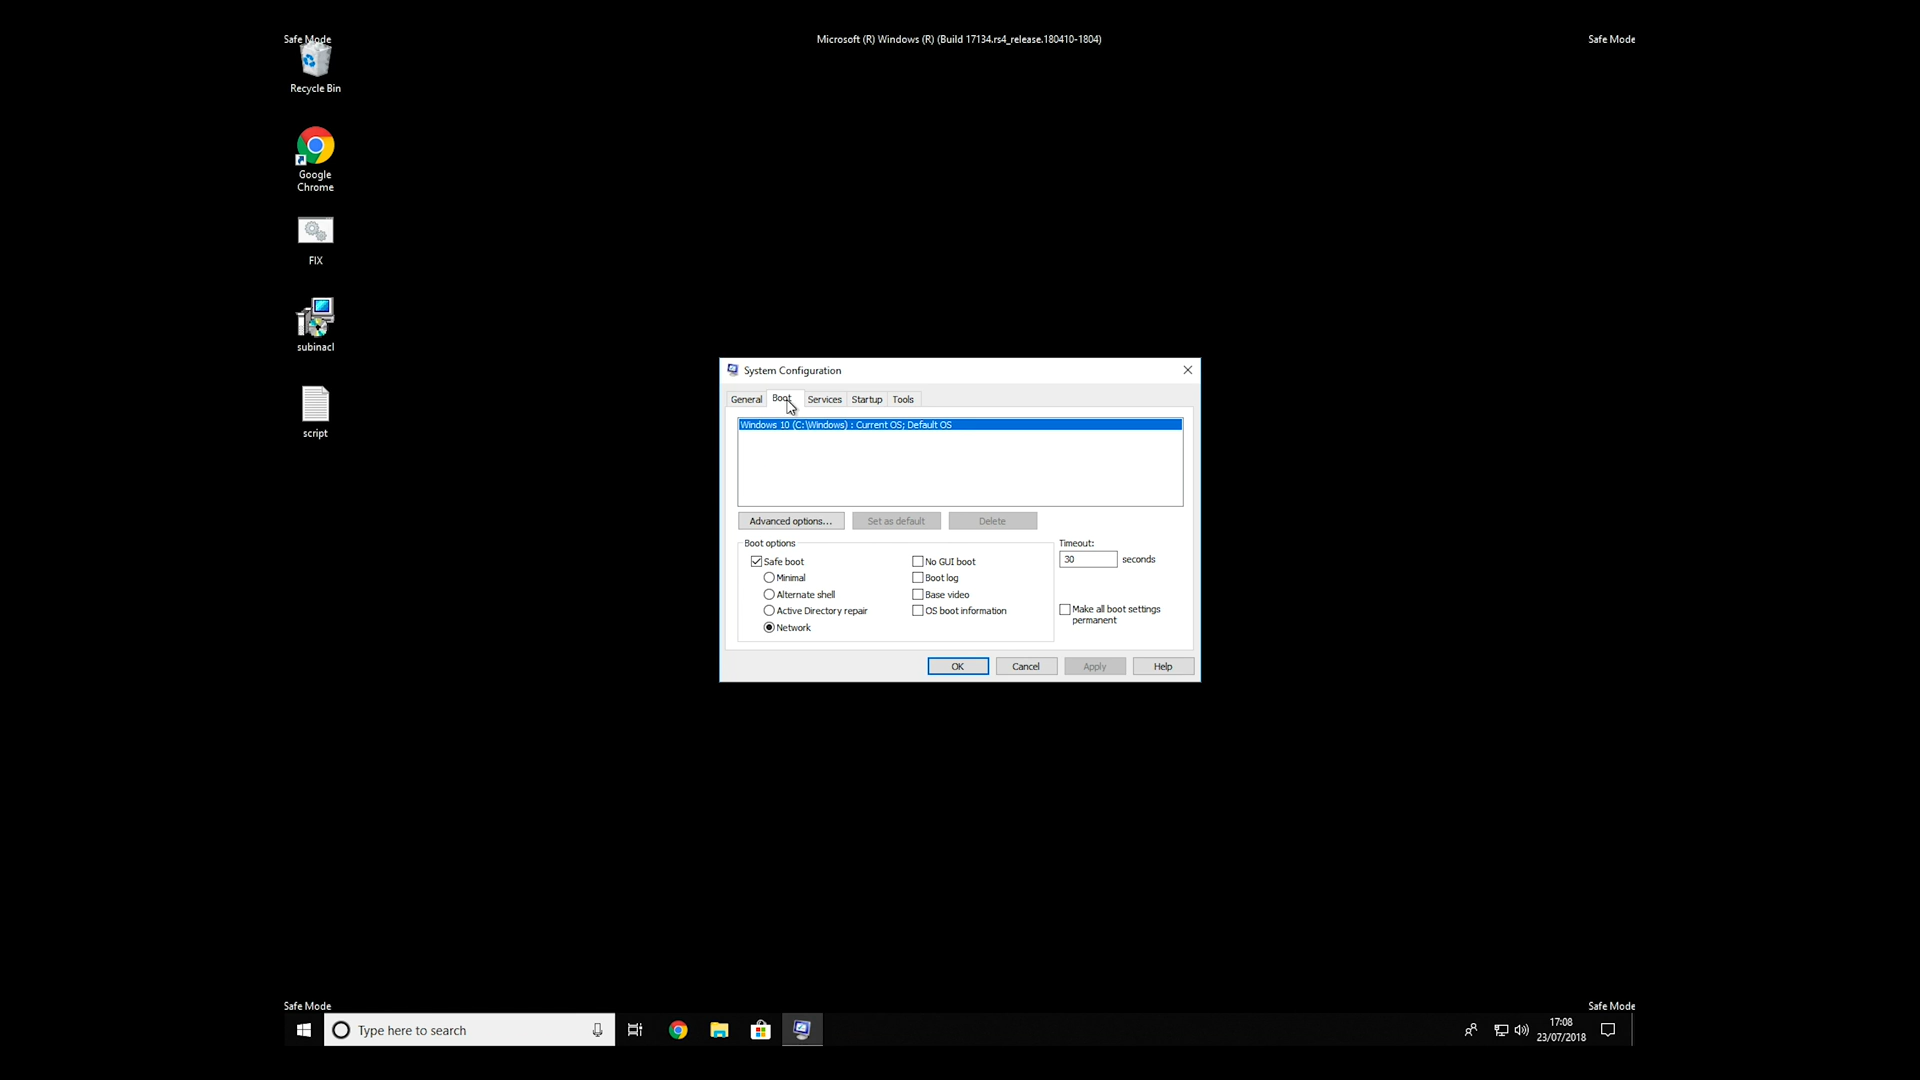 Safe Mode
Microsoft (R) Windows (R) (Build 17134.rs4_release.180410-1804)
Safe Mode
Recycle Bin
Google
Chrome
FIX
subinacl
script
System Configuration
General
Boot
Services
Startup
Tools
Windows 10 (C:\Windows) : Current OS; Default OS
Advanced options...
Set as default
Delete
Boot options
Timeout:
Safe boot
No GUI boot
30
seconds
Minimal
Boot log
Alternate shell
Base video
Active Directory repair
OS boot information
Make all boot settings
permanent
Network
OK
Cancel
Apply
Help
Safe Mode
Safe Mode
Type here to search
17:08
23/07/2018